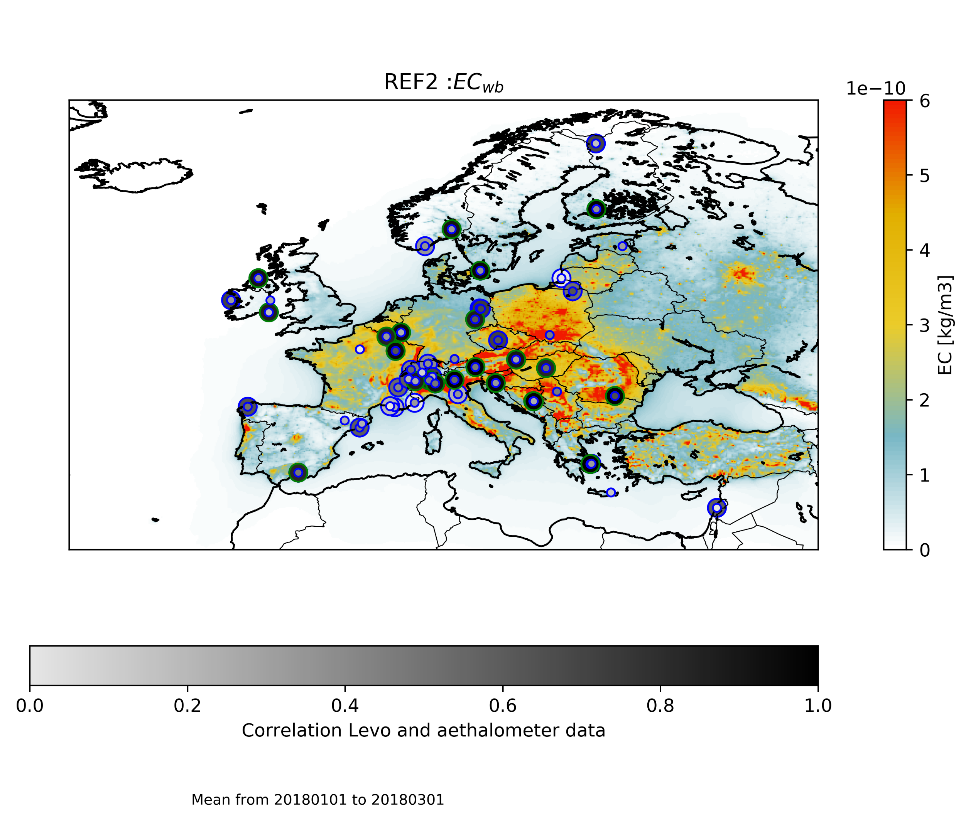 REF2 :EC_wb
1e−10
6
5
4
3
2
1
0
EC [kg/m3]
0.0 0.2 0.4 0.6 0.8 1.0
Correlation Levo and aethalometer data
Mean from 20180101 to 20180301